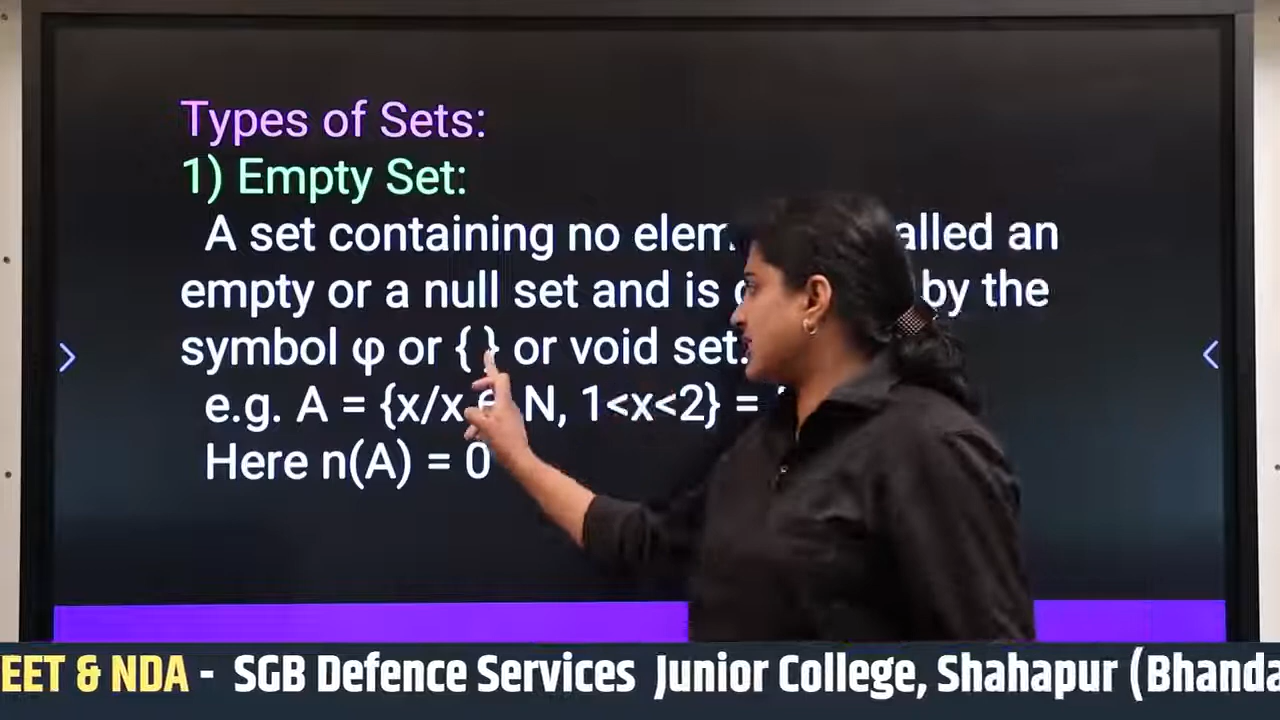 Types of Sets:
1) Empty Set:
A set containing no elem alled an
empty or a null set and is by the
symbol φ or { } or void set.
e.g. A = {x/x ∈ N, 1<x<2} =
Here n(A) = 0
EET & NDA - SGB Defence Services Junior College, Shahapur (Bhanda